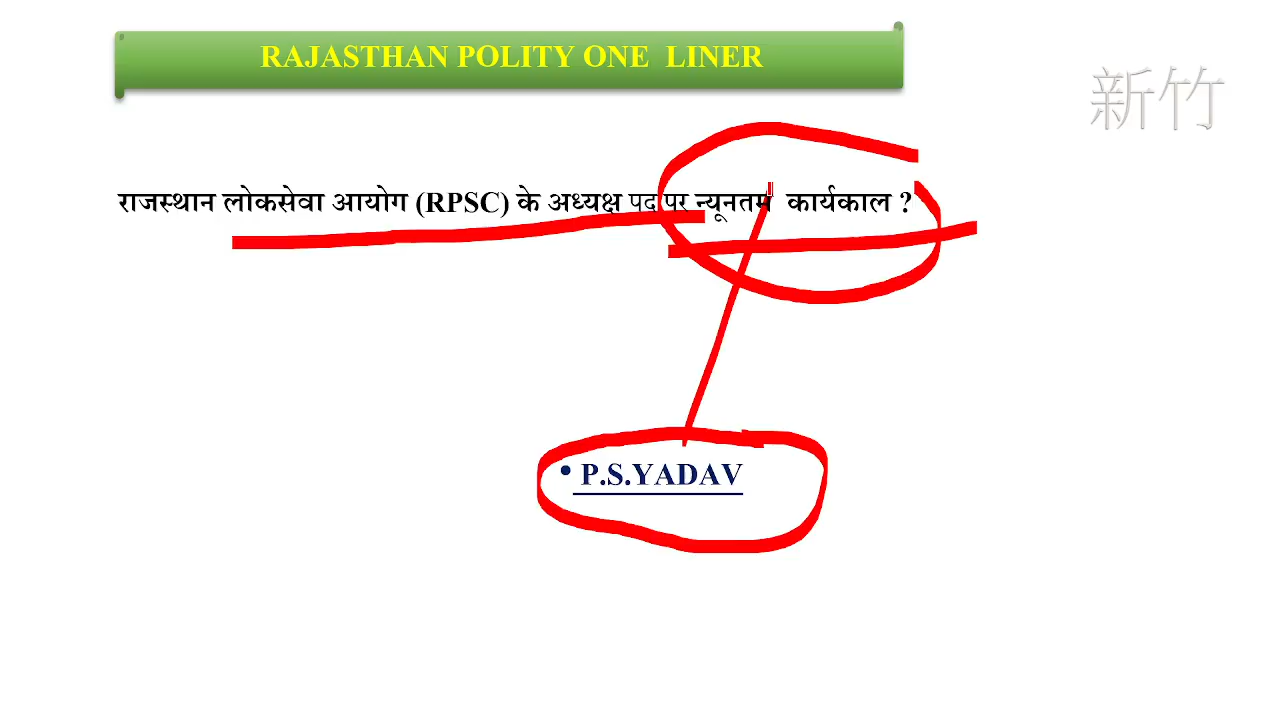 RAJASTHAN POLITY ONE LINER
新竹
राजस्थान लोकसेवा आयोग (RPSC) के अध्यक्ष पद पर न्यूनतम कार्यकाल ?
• P.S.YADAV